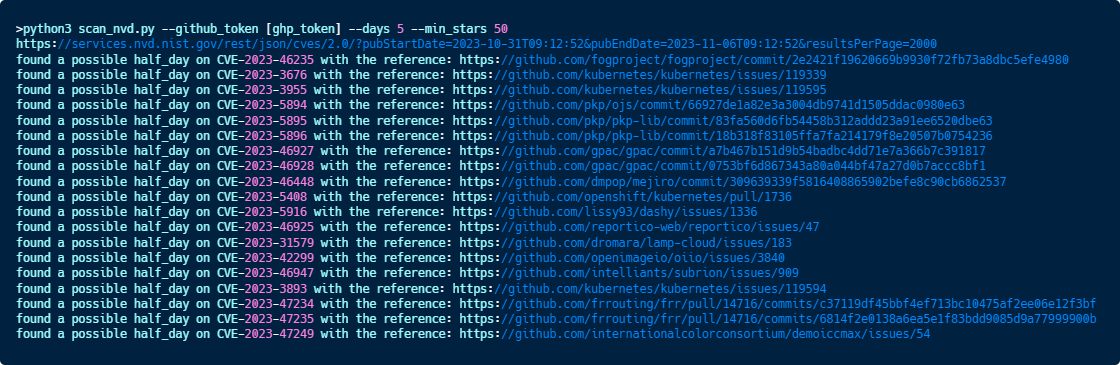 >python3 scan_nvd.py --github_token [ghp_token] --days 5 --min_stars 50
https://services.nvd.nist.gov/rest/json/cves/2.0/?pubStartDate=2023-10-31T09:12:52&pubEndDate=2023-11-06T09:12:52&resultsPerPage=2000
found a possible half_day on CVE-2023-46235 with the reference: https://github.com/fogproject/fogproject/commit/2e2421f19620669b9930f72fb73a8dbc5efe4980
found a possible half_day on CVE-2023-3676 with the reference: https://github.com/kubernetes/kubernetes/issues/119339
found a possible half_day on CVE-2023-3955 with the reference: https://github.com/kubernetes/kubernetes/issues/119595
found a possible half_day on CVE-2023-5894 with the reference: https://github.com/pkp/ojs/commit/66927de1a82e3a3004db9741d1505ddac0980e63
found a possible half_day on CVE-2023-5895 with the reference: https://github.com/pkp/pkp-lib/commit/83fa560d6fb54458b312addd23a91ee6520dbe63
found a possible half_day on CVE-2023-5896 with the reference: https://github.com/pkp/pkp-lib/commit/18b318f83105ffa7fa214179f8e20507b0754236
found a possible half_day on CVE-2023-46927 with the reference: https://github.com/gpac/gpac/commit/a7b467b151d9b54badbc4dd71e7a366b7c391817
found a possible half_day on CVE-2023-46928 with the reference: https://github.com/gpac/gpac/commit/0753bf6d867343a80a044bf47a27d0b7accc8bf1
found a possible half_day on CVE-2023-46448 with the reference: https://github.com/dmpop/mejiro/commit/309639339f5816408865902befe8c90cb6862537
found a possible half_day on CVE-2023-5408 with the reference: https://github.com/openshift/kubernetes/pull/1736
found a possible half_day on CVE-2023-5916 with the reference: https://github.com/lissy93/dashy/issues/1336
found a possible half_day on CVE-2023-46925 with the reference: https://github.com/reportico-web/reportico/issues/47
found a possible half_day on CVE-2023-31579 with the reference: https://github.com/dromara/lamp-cloud/issues/183
found a possible half_day on CVE-2023-42299 with the reference: https://github.com/openimageio/oiio/issues/3840
found a possible half_day on CVE-2023-46947 with the reference: https://github.com/intelliants/subrion/issues/909
found a possible half_day on CVE-2023-3893 with the reference: https://github.com/kubernetes/kubernetes/issues/119594
found a possible half_day on CVE-2023-47234 with the reference: https://github.com/frrouting/frr/pull/14716/commits/c37119df45bbf4ef713bc10475af2ee06e12f3bf
found a possible half_day on CVE-2023-47235 with the reference: https://github.com/frrouting/frr/pull/14716/commits/6814f2e0138a6ea5e1f83bdd9085d9a77999900b
found a possible half_day on CVE-2023-47249 with the reference: https://github.com/internationalcolorconsortium/demoiccmax/issues/54